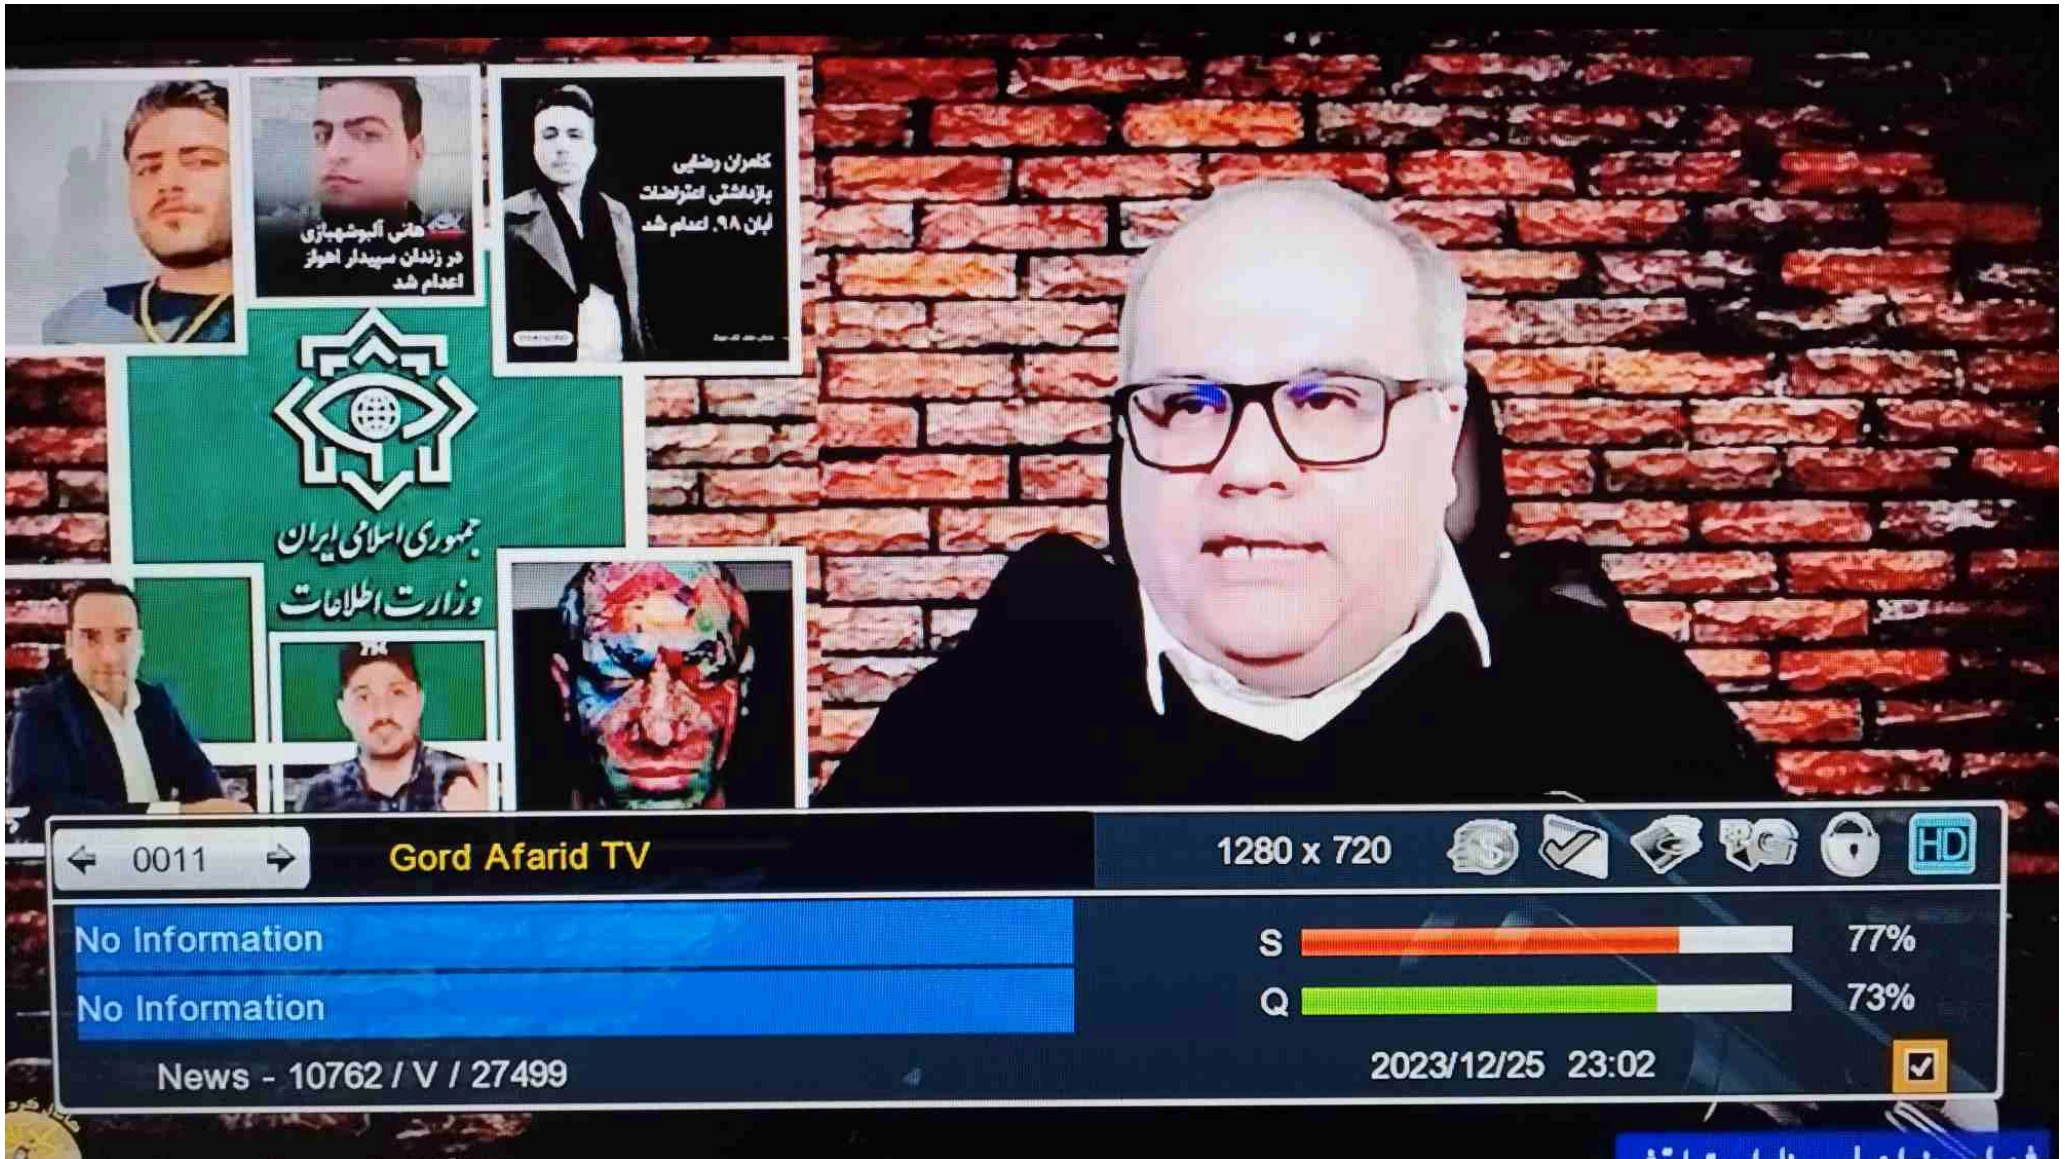 کامران رضایی
بازداشتی اعتراضات
آبان ۹۸، اعدام شد
هانی آلبوشهبازی
در زندان سپیدار اهواز
اعدام شد
جمهوری اسلامی ایران
وزارت اطلاعات
0011
Gord Afarid TV
1280 x 720
HD
No Information
S
77%
No Information
Q
73%
News - 10762 / V / 27499
2023/12/25 23:02